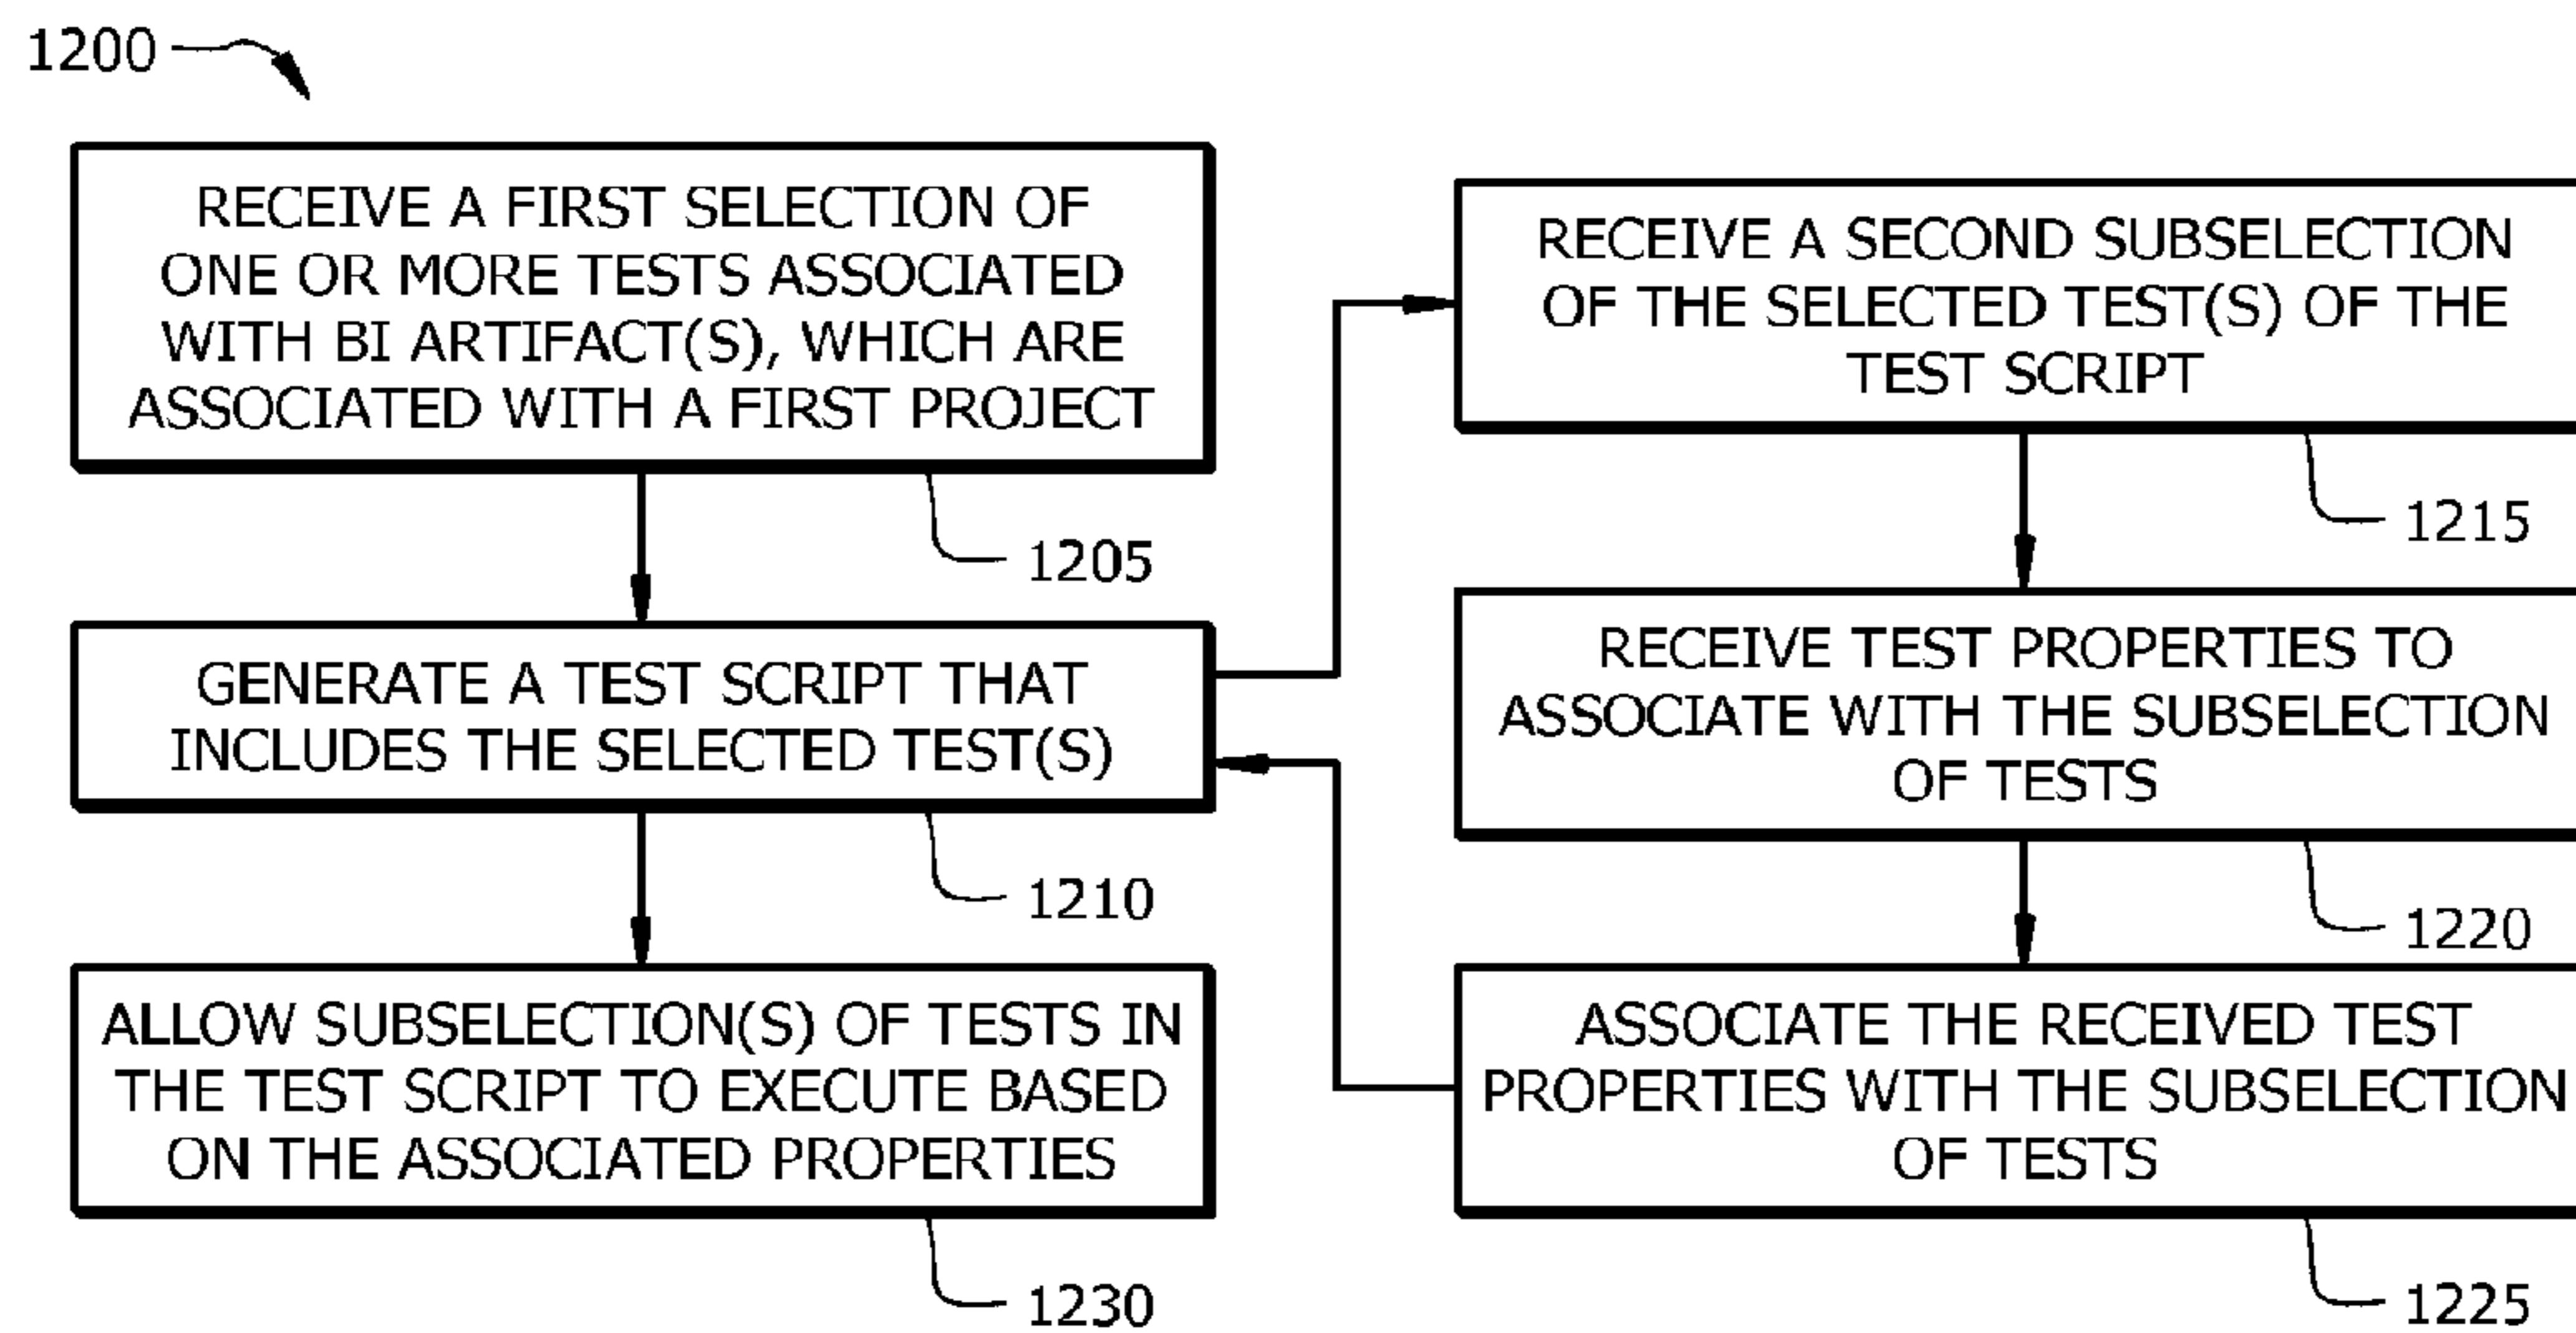 1200
RECEIVE A FIRST SELECTION OF
ONE OR MORE TESTS ASSOCIATED
WITH BI ARTIFACT(S), WHICH ARE
ASSOCIATED WITH A FIRST PROJECT
1205
GENERATE A TEST SCRIPT THAT
INCLUDES THE SELECTED TEST(S)
1210
ALLOW SUBSELECTION(S) OF TESTS IN
THE TEST SCRIPT TO EXECUTE BASED
ON THE ASSOCIATED PROPERTIES
1230
RECEIVE A SECOND SUBSELECTION
OF THE SELECTED TEST(S) OF THE
TEST SCRIPT
1215
RECEIVE TEST PROPERTIES TO
ASSOCIATE WITH THE SUBSELECTION
OF TESTS
1220
ASSOCIATE THE RECEIVED TEST
PROPERTIES WITH THE SUBSELECTION
OF TESTS
1225